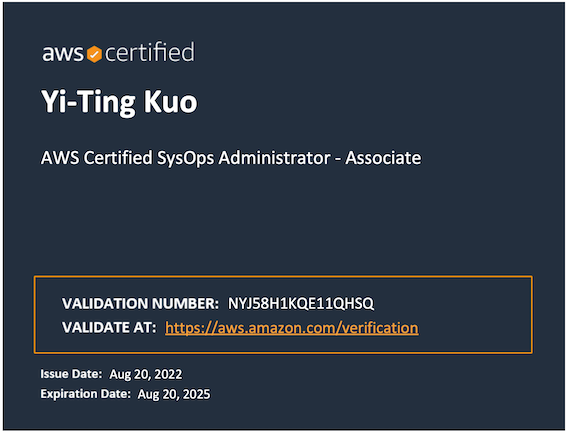 aws certified
Yi-Ting Kuo
AWS Certified SysOps Administrator - Associate
VALIDATION NUMBER: NYJ58H1KQE11QHSQ
VALIDATE AT: https://aws.amazon.com/verification
Issue Date: Aug 20, 2022
Expiration Date: Aug 20, 2025